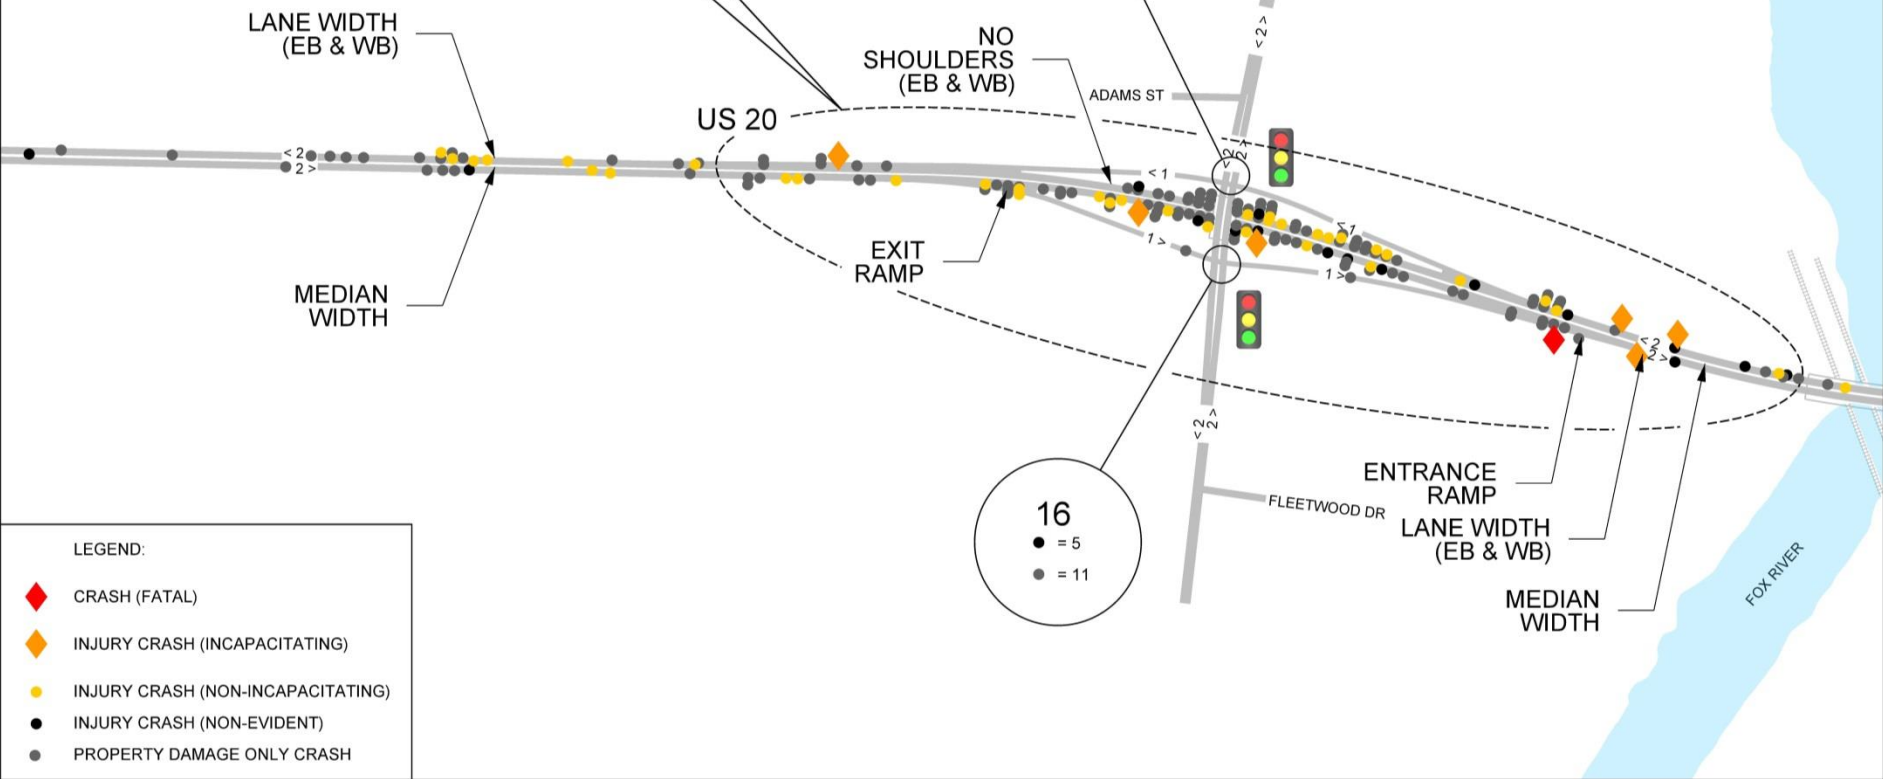 LANE WIDTH
(EB & WB)
NO
SHOULDERS
(EB & WB)
< 2 >
ADAMS ST
US 20
< 2
2 >
< 2
2 >
< 1
< 1
1 >
1 >
EXIT
RAMP
MEDIAN
WIDTH
< 2
2 >
< 2
2 >
16
= 5
= 11
FLEETWOOD DR
ENTRANCE
RAMP
LANE WIDTH
(EB & WB)
MEDIAN
WIDTH
FOX RIVER
LEGEND:
CRASH (FATAL)
INJURY CRASH (INCAPACITATING)
INJURY CRASH (NON-INCAPACITATING)
INJURY CRASH (NON-EVIDENT)
PROPERTY DAMAGE ONLY CRASH